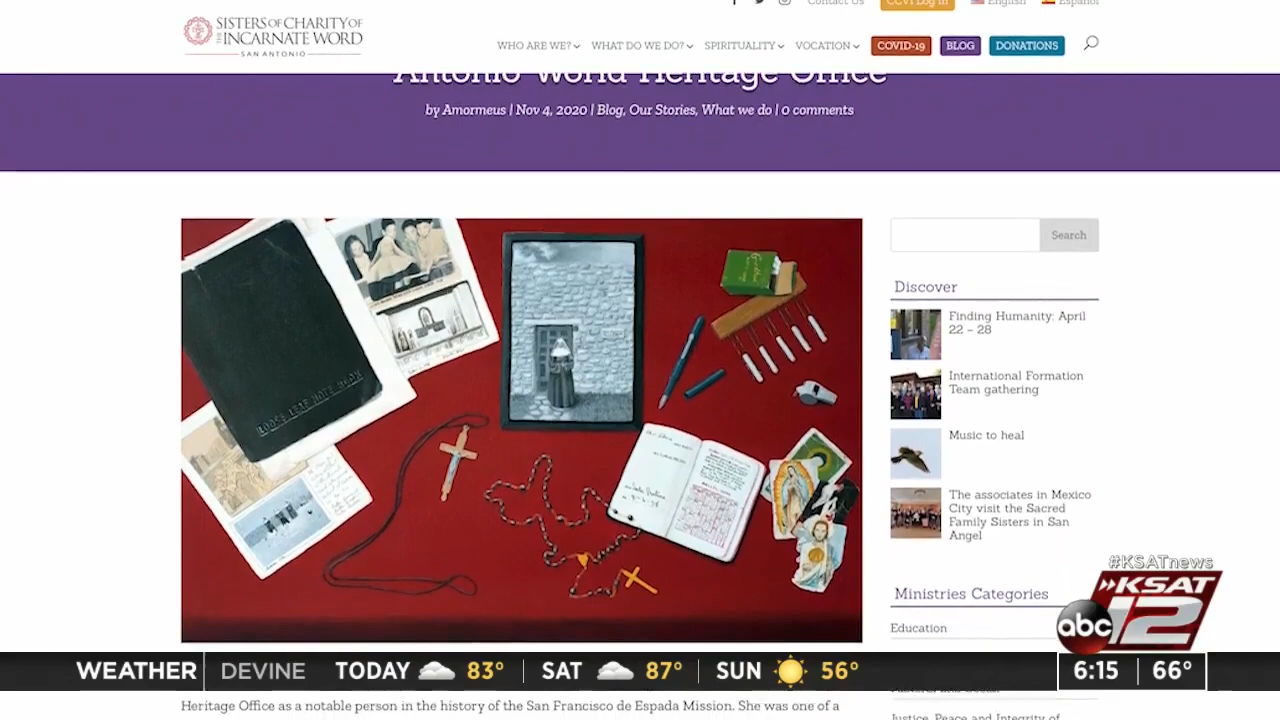 SISTERS OF CHARITY OF
THE INCARNATE WORD
SAN ANTONIO
Contact Us
CCVI Log In
English
Español
WHO ARE WE?
WHAT DO WE DO?
SPIRITUALITY
VOCATION
COVID-19
BLOG
DONATIONS
Antonio World Heritage Office
by Amormeus | Nov 4, 2020 | Blog, Our Stories, What we do | 0 comments
LOOSE LEAF NOTE BOOK
Search
Discover
Finding Humanity: April
22 – 28
International Formation
Team gathering
Music to heal
The associates in Mexico
City visit the Sacred
Family Sisters in San
Angel
Ministries Categories
Education
#KSATnews
KSAT
abc 12
WEATHER
DEVINE
TODAY 83°
SAT 87°
SUN 56°
6:15
66°
Heritage Office as a notable person in the history of the San Francisco de Espada Mission. She was one of a
Justice, Peace and Integrity of